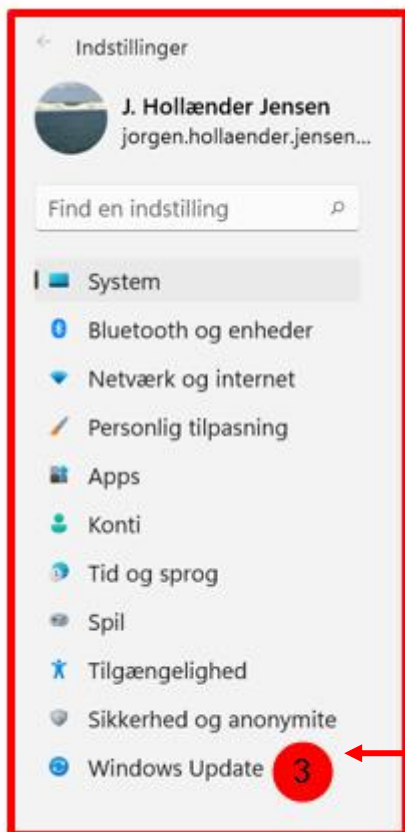 Indstillinger
J. Hollænder Jensen
jorgen.hollaender.jensen...
Find en indstilling
System
Bluetooth og enheder
Netværk og internet
Personlig tilpasning
Apps
Konti
Tid og sprog
Spil
Tilgængelighed
Sikkerhed og anonymite
Windows Update 3